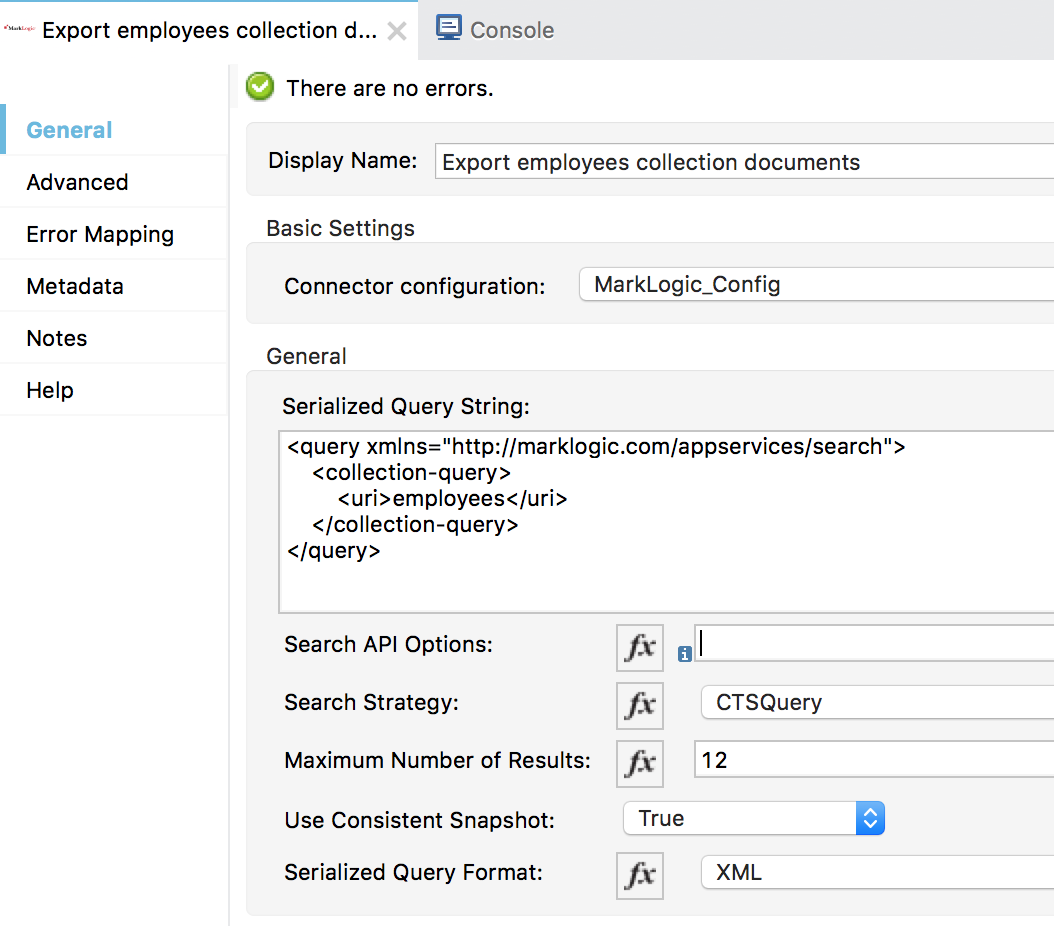 MarkLogic Export employees collection d... Console
There are no errors.
General
Advanced
Error Mapping
Metadata
Notes
Help
Display Name: Export employees collection documents
Basic Settings
Connector configuration: MarkLogic_Config
General
Serialized Query String:
<query xmlns="http://marklogic.com/appservices/search">
<collection-query>
<uri>employees</uri>
</collection-query>
</query>
Search API Options: fx i
Search Strategy: fx CTSQuery
Maximum Number of Results: fx 12
Use Consistent Snapshot: True
Serialized Query Format: fx XML